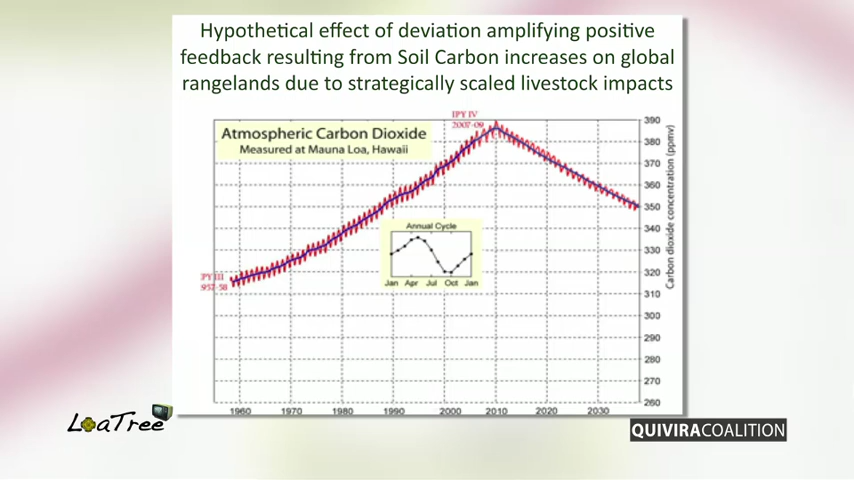 Hypothetical effect of deviation amplifying positive
feedback resulting from Soil Carbon increases on global
rangelands due to strategically scaled livestock impacts
IPY IV
2007-09
Atmospheric Carbon Dioxide
Measured at Mauna Loa, Hawaii
390
380
370
360
350
340
330
320
310
300
290
280
270
260
Carbon dioxide concentration (ppmv)
Annual Cycle
Jan Apr Jul Oct Jan
PY III
957-58
1960 1970 1980 1990 2000 2010 2020 2030
LoaTree
QUIVIRACOALITION